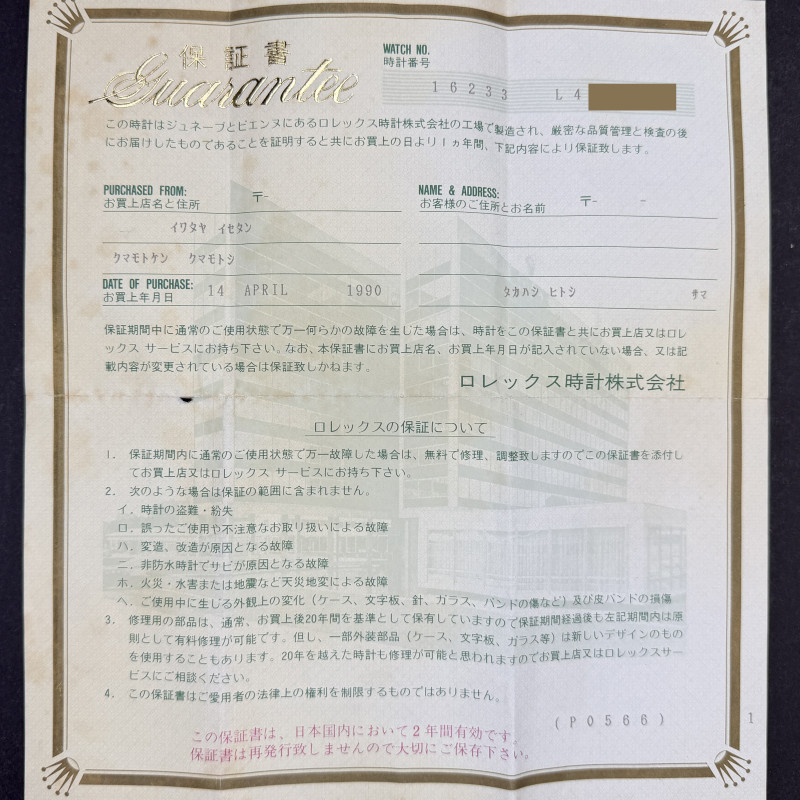 保証書
Guarantee
WATCH NO.
時計番号
16233 L4
この時計はジュネーブとビエンヌにあるロレックス時計株式会社の工場で製造され、厳密な品質管理と検査の後
にお届けしたものであることを証明すると共にお買上の日より1ヵ年間、下記内容により保証致します。
PURCHASED FROM:
お買上店名と住所 〒-
イワタヤ イセタン
クマモトケン クマモトシ
NAME & ADDRESS:
お客様のご住所とお名前 〒- -
DATE OF PURCHASE:
お買上年月日 14 APRIL 1990
タカハシ ヒトシ サマ
保証期間中に通常のご使用状態で万一何らかの故障を生じた場合は、時計をこの保証書と共にお買上店又はロレ
ックス サービスにお持ち下さい。なお、本保証書にお買上店名、お買上年月日が記入されていない場合、又は記
載内容が変更されている場合は保証致しかねます。
ロレックス時計株式会社
ロレックスの保証について
1. 保証期間内に通常のご使用状態で万一故障した場合は、無料で修理、調整致しますのでこの保証書を添付し
てお買上店又はロレックス サービスにお持ち下さい。
2. 次のような場合は保証の範囲に含まれません。
イ. 時計の盗難・紛失
ロ. 誤ったご使用や不注意なお取り扱いによる故障
ハ. 変造、改造が原因となる故障
ニ. 非防水時計でサビが原因となる故障
ホ. 火災・水害または地震など天災地変による故障
ヘ. ご使用中に生じる外観上の変化（ケース、文字板、針、ガラス、バンドの傷など）及び皮バンドの損傷
3. 修理用の部品は、通常、お買上後20年間を基準として保有していますので保証期間経過後も左記期間内は原
則として有料修理が可能です。但し、一部外装部品（ケース、文字板、ガラス等）は新しいデザインのもの
を使用することもあります。20年を越えた時計も修理が可能と思われますのでお買上店又はロレックスサー
ビスにご相談ください。
4. この保証書はご愛用者の法律上の権利を制限するものではありません。
(P0566)
1
この保証書は、日本国内において2年間有効です。
保証書は再発行致しませんので大切にご保存下さい。